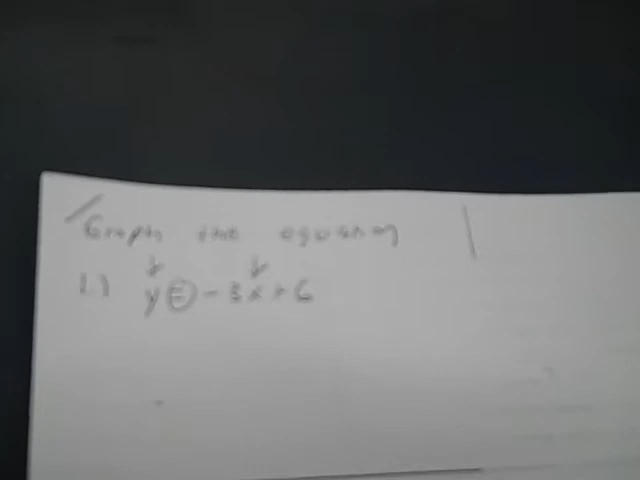 Graph the equation
1.) y = -3x + 6